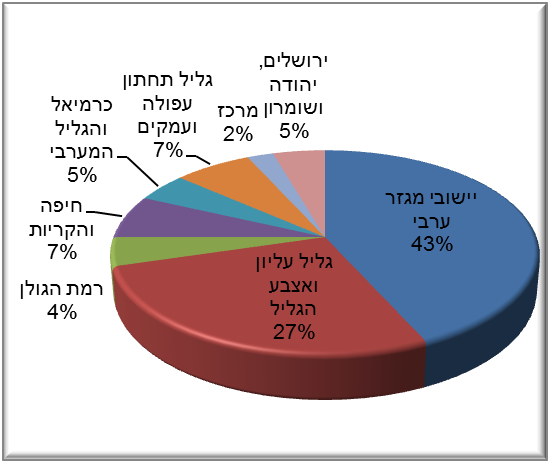 ירושלים,
יהודה
ושומרון
5%
מרכז
2%
גליל תחתון
עפולה
ועמקים
7%
כרמיאל
והגליל
המערבי
5%
חיפה
והקריות
7%
רמת הגולן
4%
גליל עליון
ואצבע
הגליל
27%
יישובי מגזר
ערבי
43%